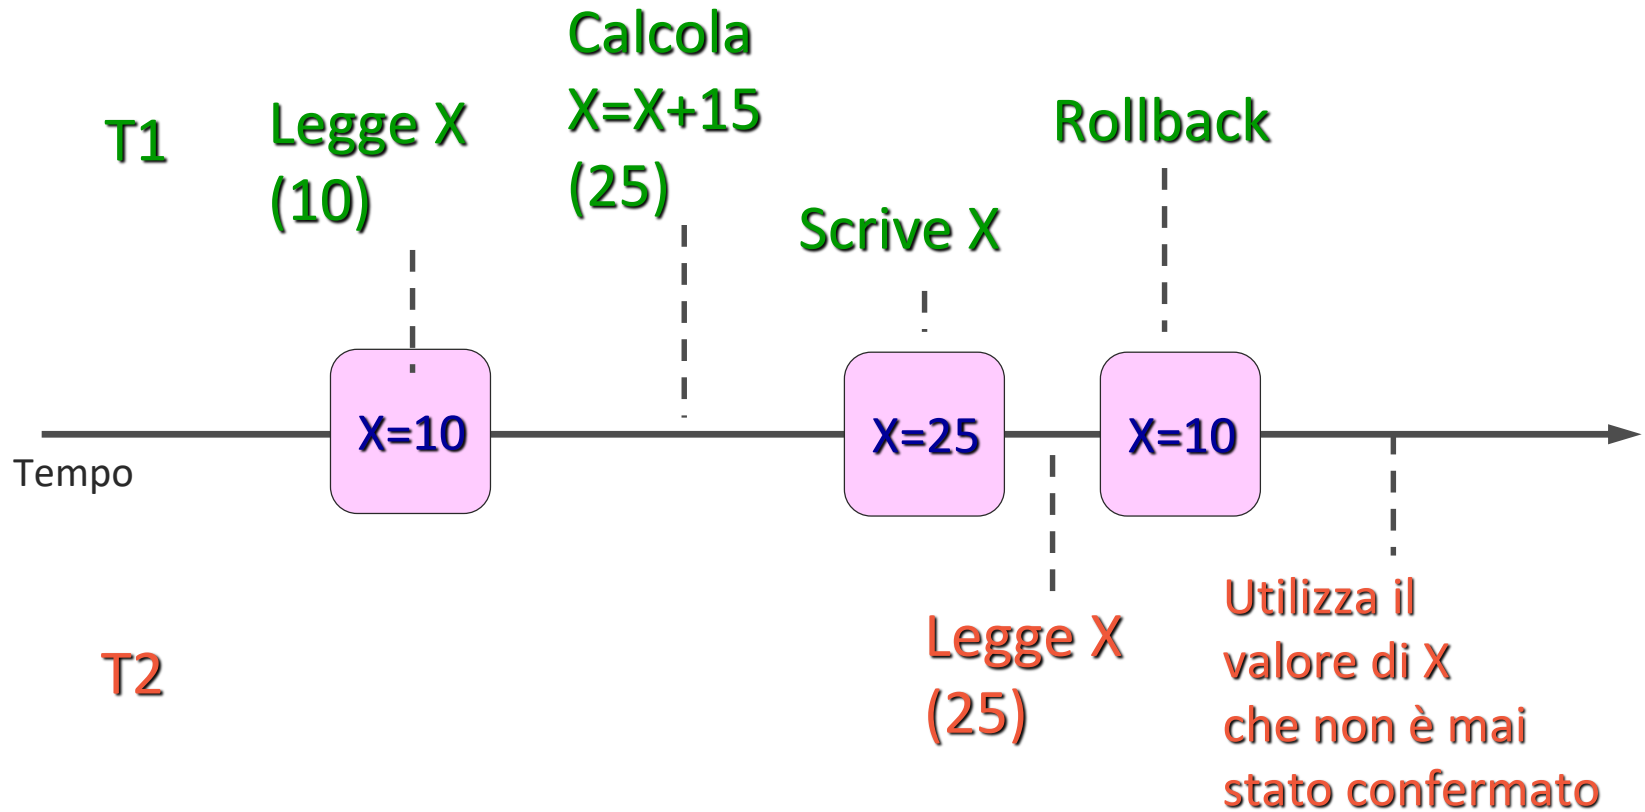 T1
Legge X
(10)
Calcola
X=X+15
(25)
Scrive X
Rollback
X=10
X=25
X=10
Tempo
T2
Legge X
(25)
Utilizza il
valore di X
che non è mai
stato confermato